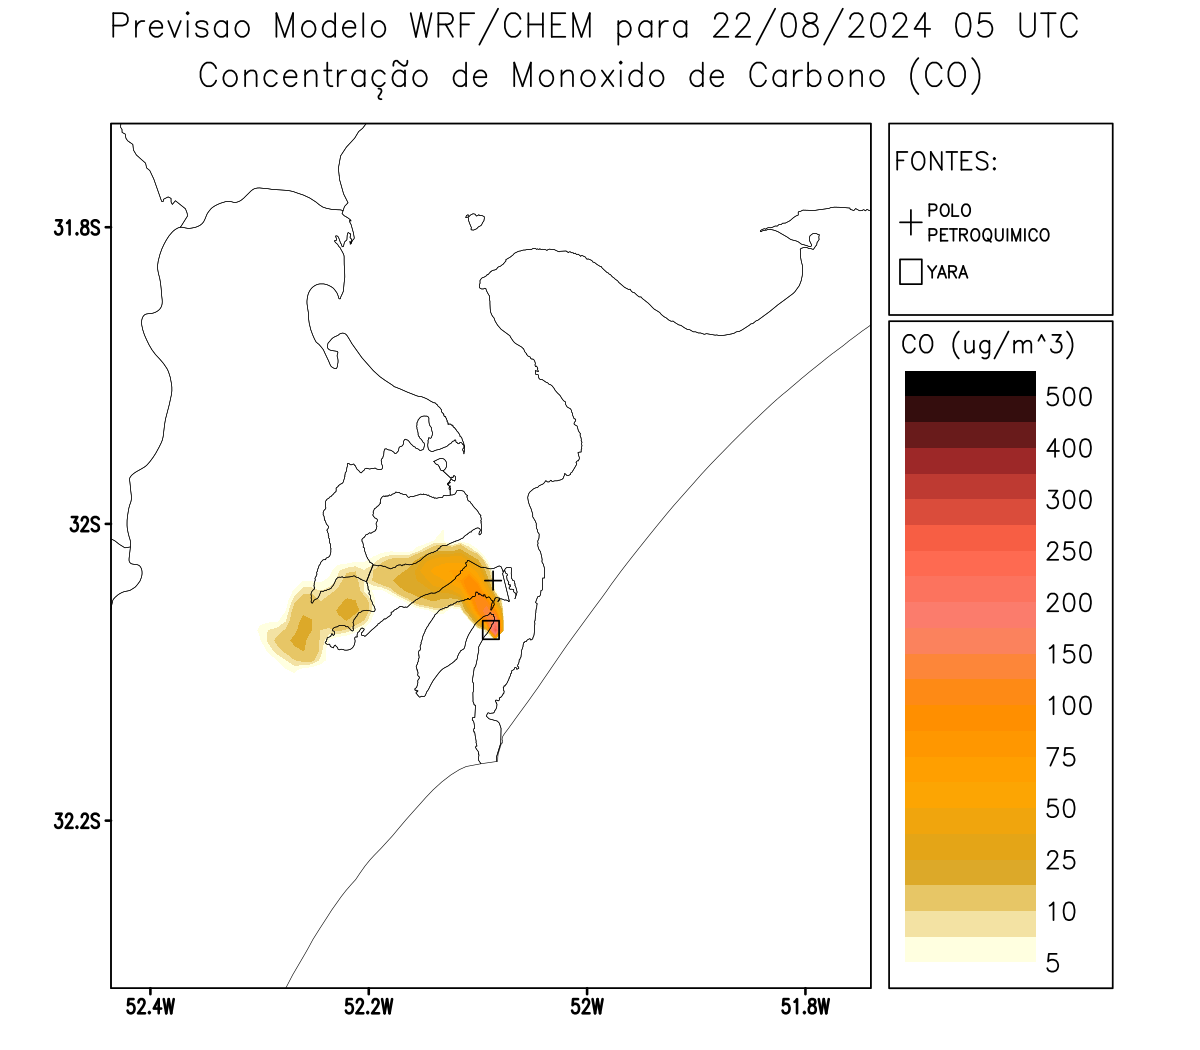 Previsao Modelo WRF/CHEM para 22/08/2024 05 UTC
Concentração de Monoxido de Carbono (CO)
FONTES:
POLO
PETROQUIMICO
YARA
CO (ug/m^3)
500
400
300
250
200
150
100
75
50
25
10
5
31.8S
32S
32.2S
52.4W
52.2W
52W
51.8W